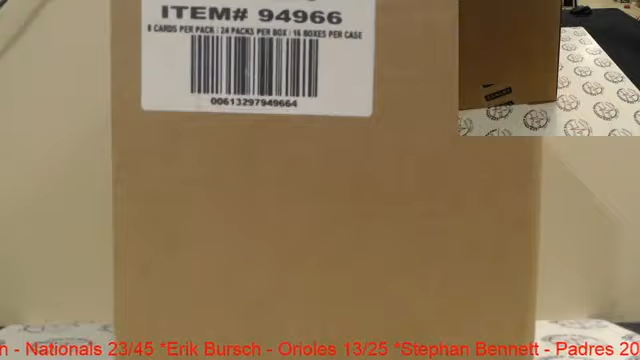 ITEM# 94966
8 CARDS PER PACK | 24 PACKS PER BOX | 16 BOXES PER CASE
00613297949664
- Nationals 23/45 *Erik Bursch - Orioles 13/25 *Stephan Bennett - Padres 20